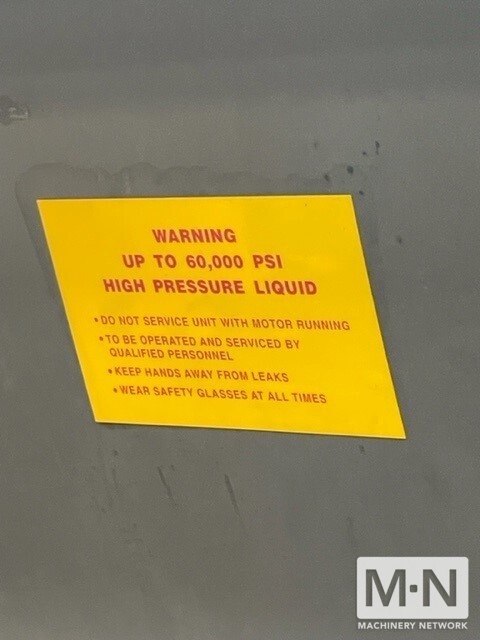 WARNING
UP TO 60,000 PSI
HIGH PRESSURE LIQUID
• DO NOT SERVICE UNIT WITH MOTOR RUNNING
• TO BE OPERATED AND SERVICED BY
QUALIFIED PERSONNEL
• KEEP HANDS AWAY FROM LEAKS
• WEAR SAFETY GLASSES AT ALL TIMES
M·N
MACHINERY NETWORK